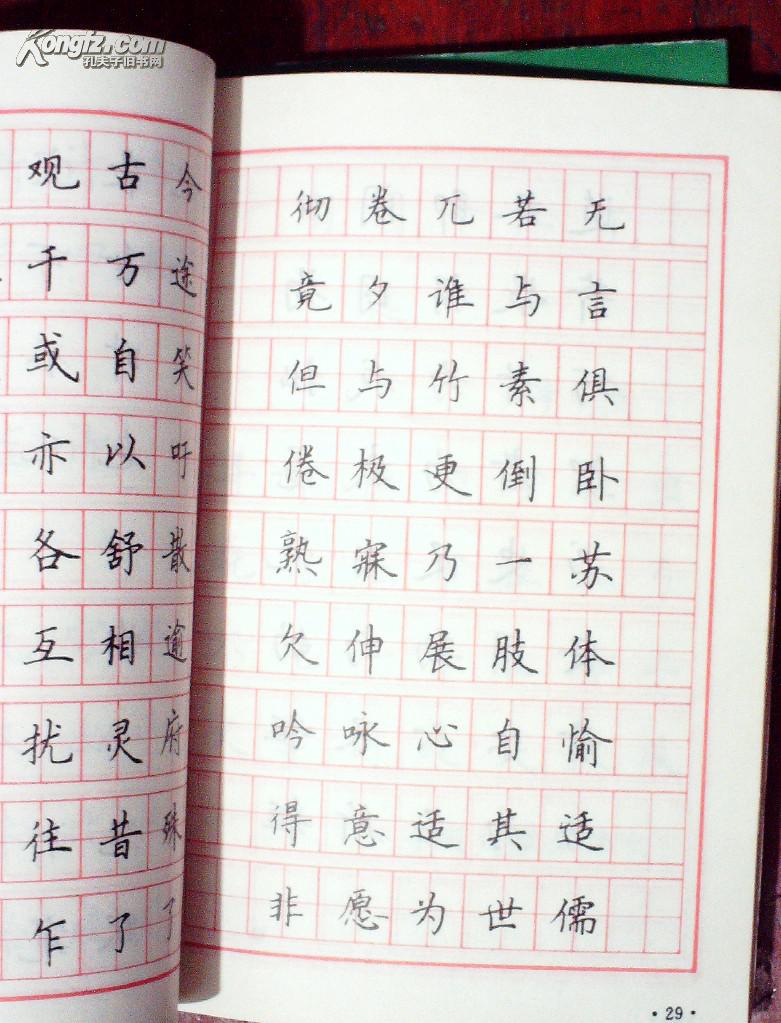 Kongfz.com
孔夫子旧书网
观古今
千万途
或自笑
亦以吁
各舒散
互相逾
扰灵府
往昔殊
乍了了
彻卷兀若无
竟夕谁与言
但与竹素俱
倦极更倒卧
熟寐乃一苏
欠伸展肢体
吟咏心自愉
得意适其适
非愿为世儒
·29·